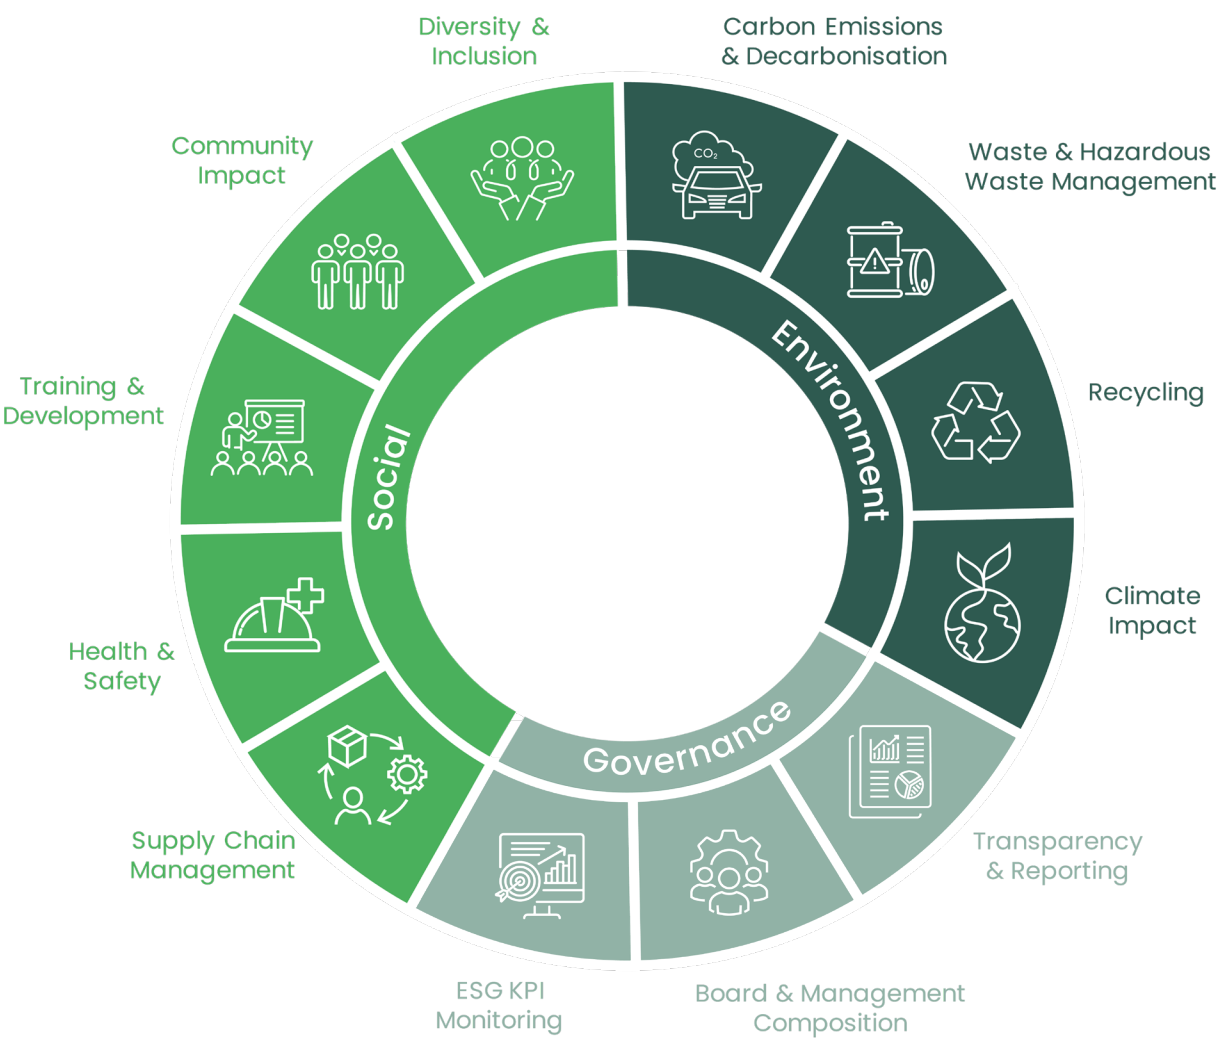 Diversity &
Inclusion
Carbon Emissions
& Decarbonisation
Community
Impact
Waste & Hazardous
Waste Management
CO₂
Training &
Development
Recycling
Social
Environment
Health &
Safety
Climate
Impact
Governance
Supply Chain
Management
Transparency
& Reporting
ESG KPI
Monitoring
Board & Management
Composition